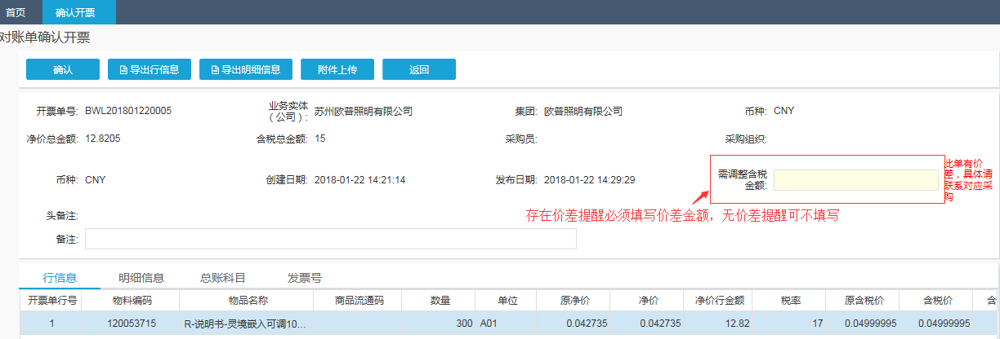 首页 确认开票
对账单确认开票
确认 导出行信息 导出明细信息 附件上传 返回
开票单号: BWL201801220005 业务实体（公司）: 苏州欧普照明有限公司 集团: 欧普照明有限公司 币种: CNY
净价总金额: 12.8205 含税总金额: 15 采购员: 采购组织:
币种: CNY 创建日期: 2018-01-22 14:21:14 发布日期: 2018-01-22 14:29:29 需调整含税金额:
此单有价
差，具体请
联系对应采
购
存在价差提醒必须填写价差金额，无价差提醒可不填写
头备注:
备注:
行信息 明细信息 总账科目 发票号
开票单行号 物料编码 物品名称 商品流通码 数量 单位 原净价 净价 净价行金额 税率 原含税价 含税价 含
1 120053715 R-说明书-灵境嵌入可调10... 300 A01 0.042735 0.042735 12.82 17 0.04999995 0.04999995